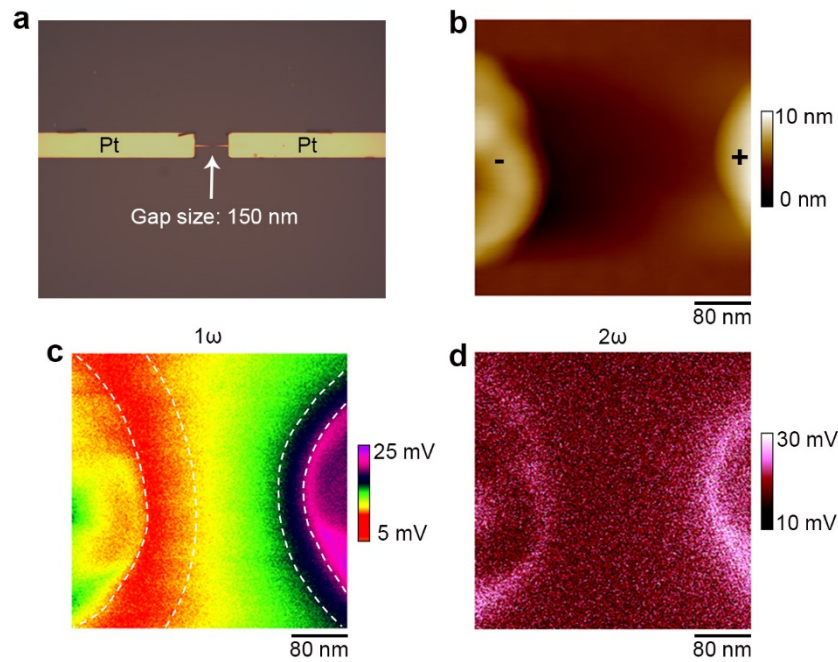 a
Pt
Pt
Gap size: 150 nm
b
-
+
10 nm
0 nm
80 nm
1ω
c
25 mV
5 mV
80 nm
2ω
d
30 mV
10 mV
80 nm